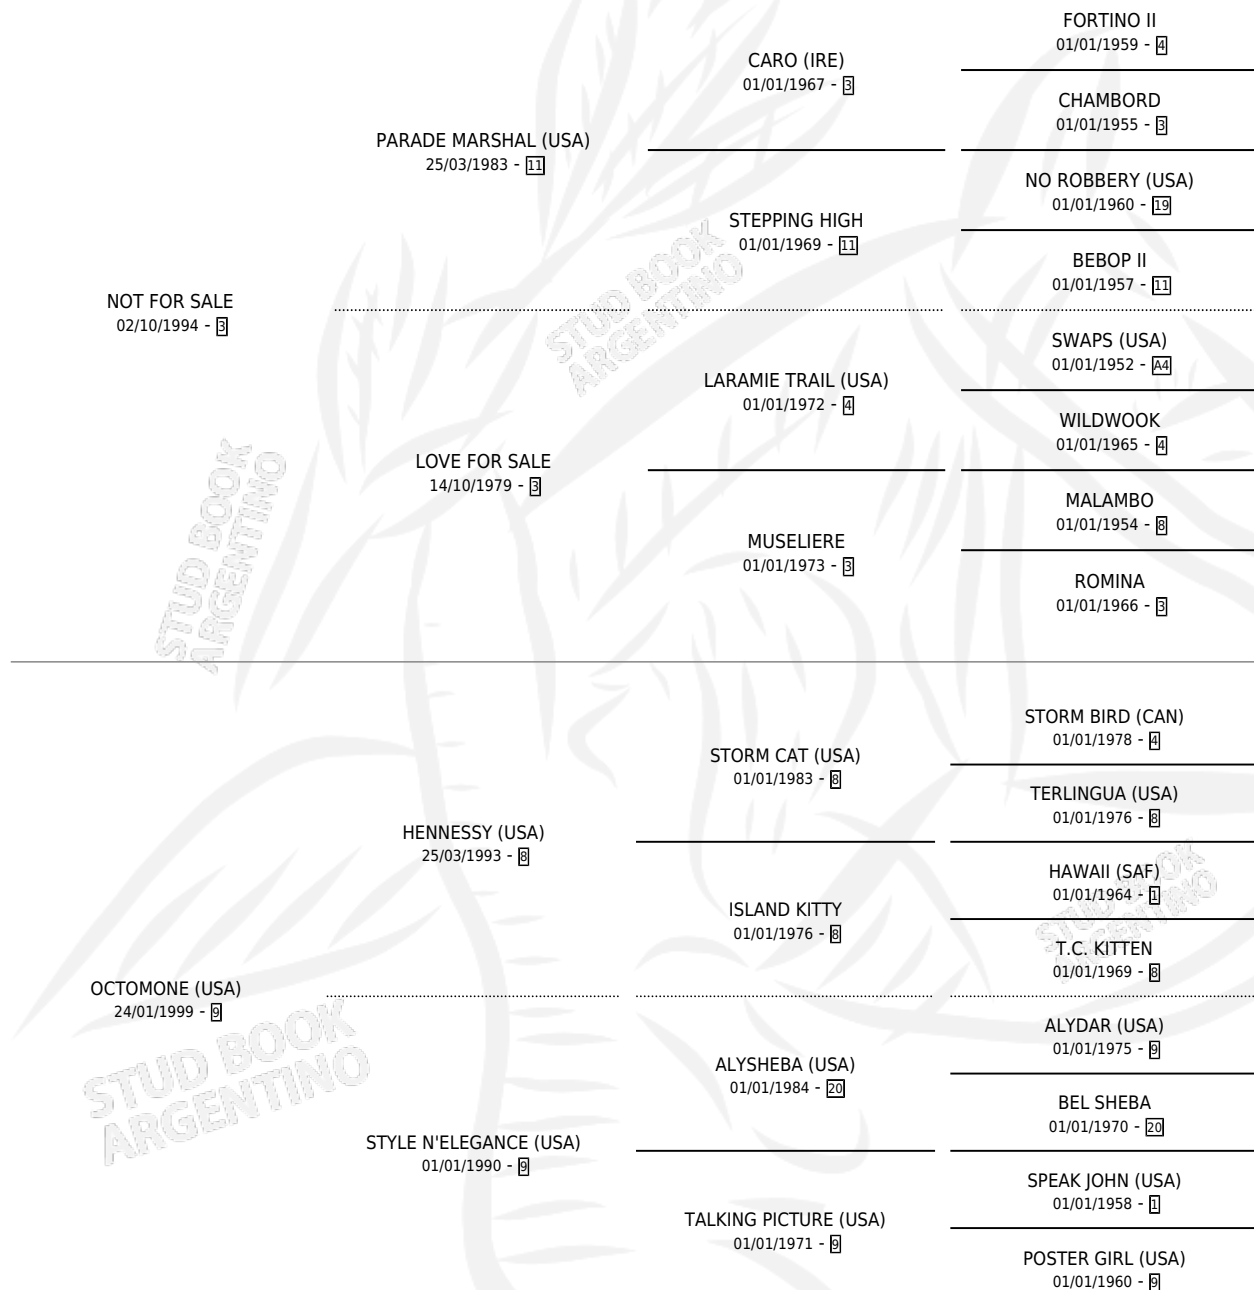 FORTINO II
01/01/1959 - 4
CARO (IRE)
01/01/1967 - 3
CHAMBORD
01/01/1955 - 3
PARADE MARSHAL (USA)
25/03/1983 - 11
NO ROBBERY (USA)
01/01/1960 - 19
STEPPING HIGH
01/01/1969 - 11
BEBOP II
01/01/1957 - 11
NOT FOR SALE
02/10/1994 - 3
STUD BOOK
ARGENTINO
SWAPS (USA)
01/01/1952 - A4
LARAMIE TRAIL (USA)
01/01/1972 - 4
WILDWOOK
01/01/1965 - 4
LOVE FOR SALE
14/10/1979 - 3
MALAMBO
01/01/1954 - 8
MUSELIERE
01/01/1973 - 3
ROMINA
01/01/1966 - 3
STUD BOOK
ARGENTINO
STORM BIRD (CAN)
01/01/1978 - 4
STORM CAT (USA)
01/01/1983 - 8
TERLINGUA (USA)
01/01/1976 - 8
HENNESSY (USA)
25/03/1993 - 8
HAWAII (SAF)
01/01/1964 - 1
ISLAND KITTY
01/01/1976 - 8
STUD BOOK
ARGENTINO
T.C. KITTEN
01/01/1969 - 8
OCTOMONE (USA)
24/01/1999 - 9
STUD BOOK
ARGENTINO
ALYDAR (USA)
01/01/1975 - 9
ALYSHEBA (USA)
01/01/1984 - 20
BEL SHEBA
01/01/1970 - 20
STYLE N'ELEGANCE (USA)
01/01/1990 - 9
SPEAK JOHN (USA)
01/01/1958 - 1
TALKING PICTURE (USA)
01/01/1971 - 9
POSTER GIRL (USA)
01/01/1960 - 9